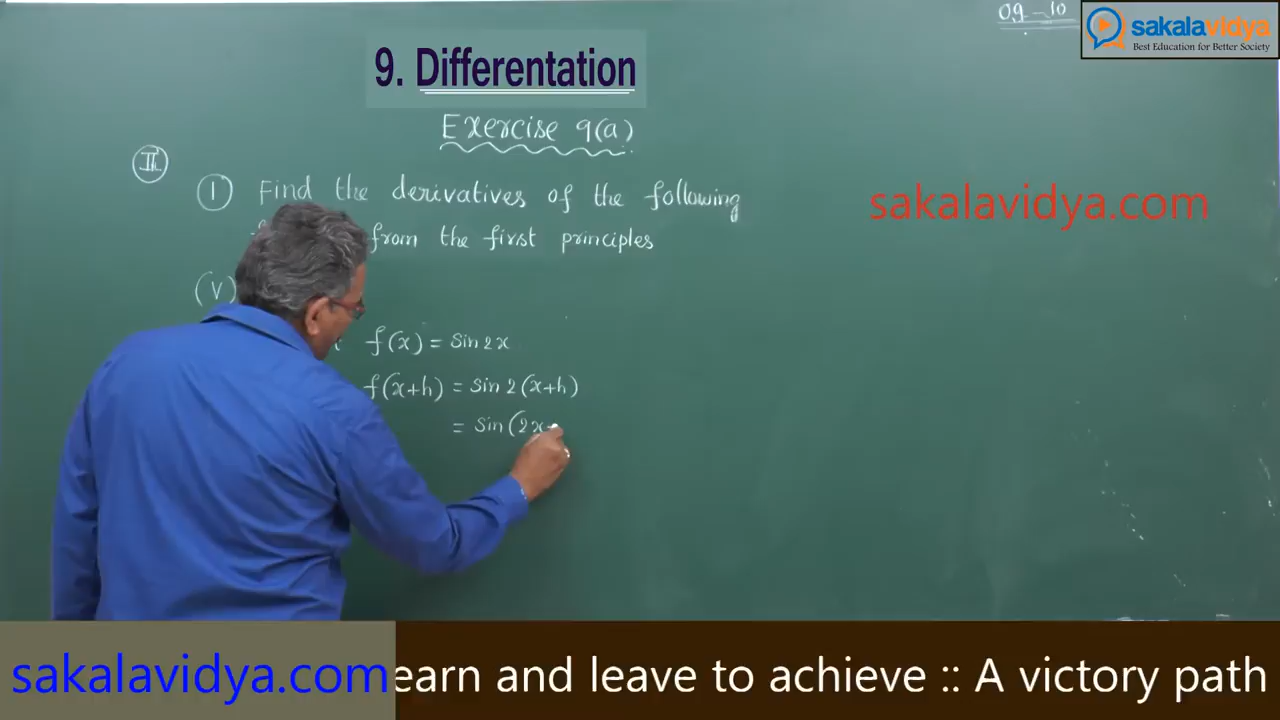 09-10
sakalavidya
Best Education for Better Society
9. Differentation
Exercise 9(a)
II
(1) Find the derivatives of the following
from the first principles
sakalavidya.com
(V)
f(x) = Sin 2x
f(x+h) = Sin 2(x+h)
= Sin(2x+
sakalavidya.com
earn and leave to achieve :: A victory path